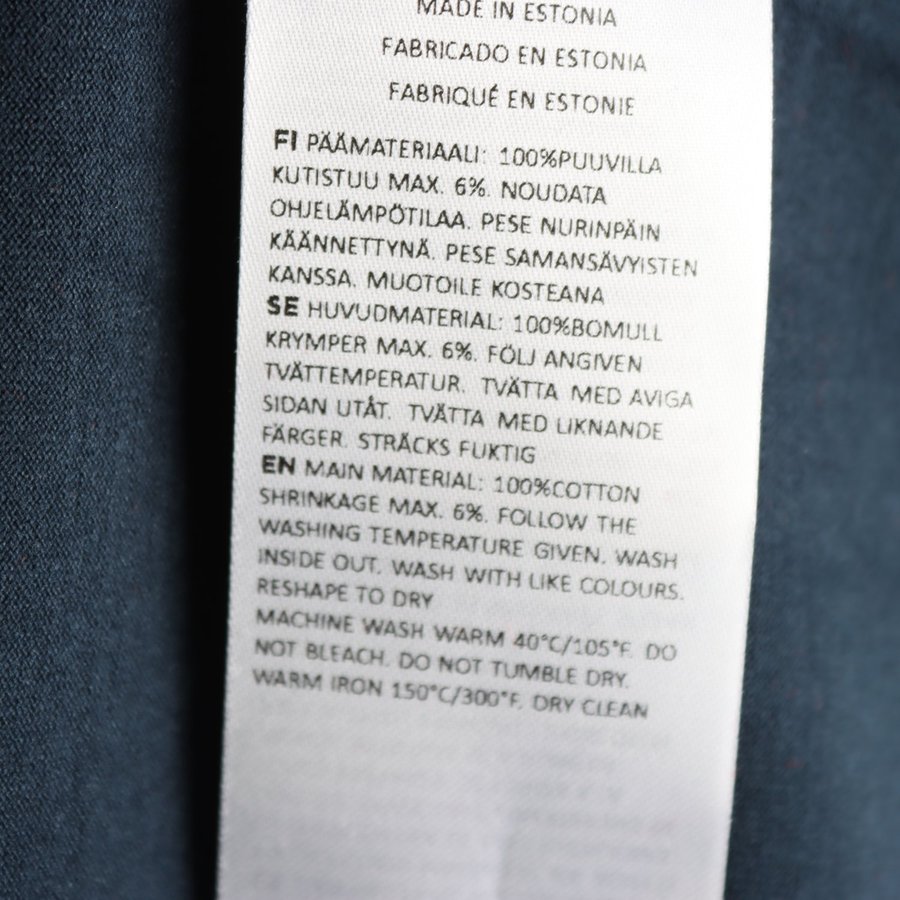 MADE IN ESTONIA
FABRICADO EN ESTONIA
FABRIQUÉ EN ESTONIE
FI PÄÄMATERIAALI: 100%PUUVILLA
KUTISTUU MAX. 6%. NOUDATA
OHJELÄMPÖTILAA. PESE NURINPÄIN
KÄÄNNETTYNÄ. PESE SAMANSÄVYISTEN
KANSSA. MUOTOILE KOSTEANA
SE HUVUDMATERIAL: 100%BOMULL
KRYMPER MAX. 6%. FÖLJ ANGIVEN
TVÄTTEMPERATUR. TVÄTTA MED AVIGA
SIDAN UTÅT. TVÄTTA MED LIKNANDE
FÄRGER. STRÄCKS FUKTIG
EN MAIN MATERIAL: 100%COTTON
SHRINKAGE MAX. 6%. FOLLOW THE
WASHING TEMPERATURE GIVEN. WASH
INSIDE OUT. WASH WITH LIKE COLOURS.
RESHAPE TO DRY
MACHINE WASH WARM 40°C/105°F. DO
NOT BLEACH. DO NOT TUMBLE DRY.
WARM IRON 150°C/300°F. DRY CLEAN